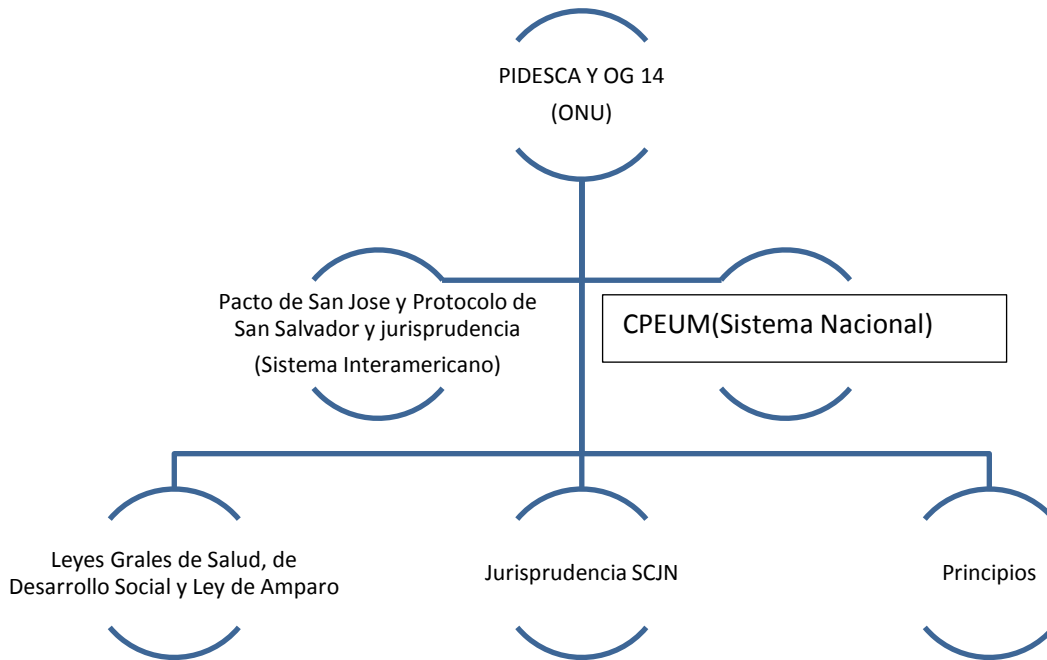 PIDESCA Y OG 14
(ONU)
Pacto de San Jose y Protocolo de
San Salvador y jurisprudencia
(Sistema Interamericano)
CPEUM(Sistema Nacional)
Leyes Grales de Salud, de
Desarrollo Social y Ley de Amparo
Jurisprudencia SCJN
Principios